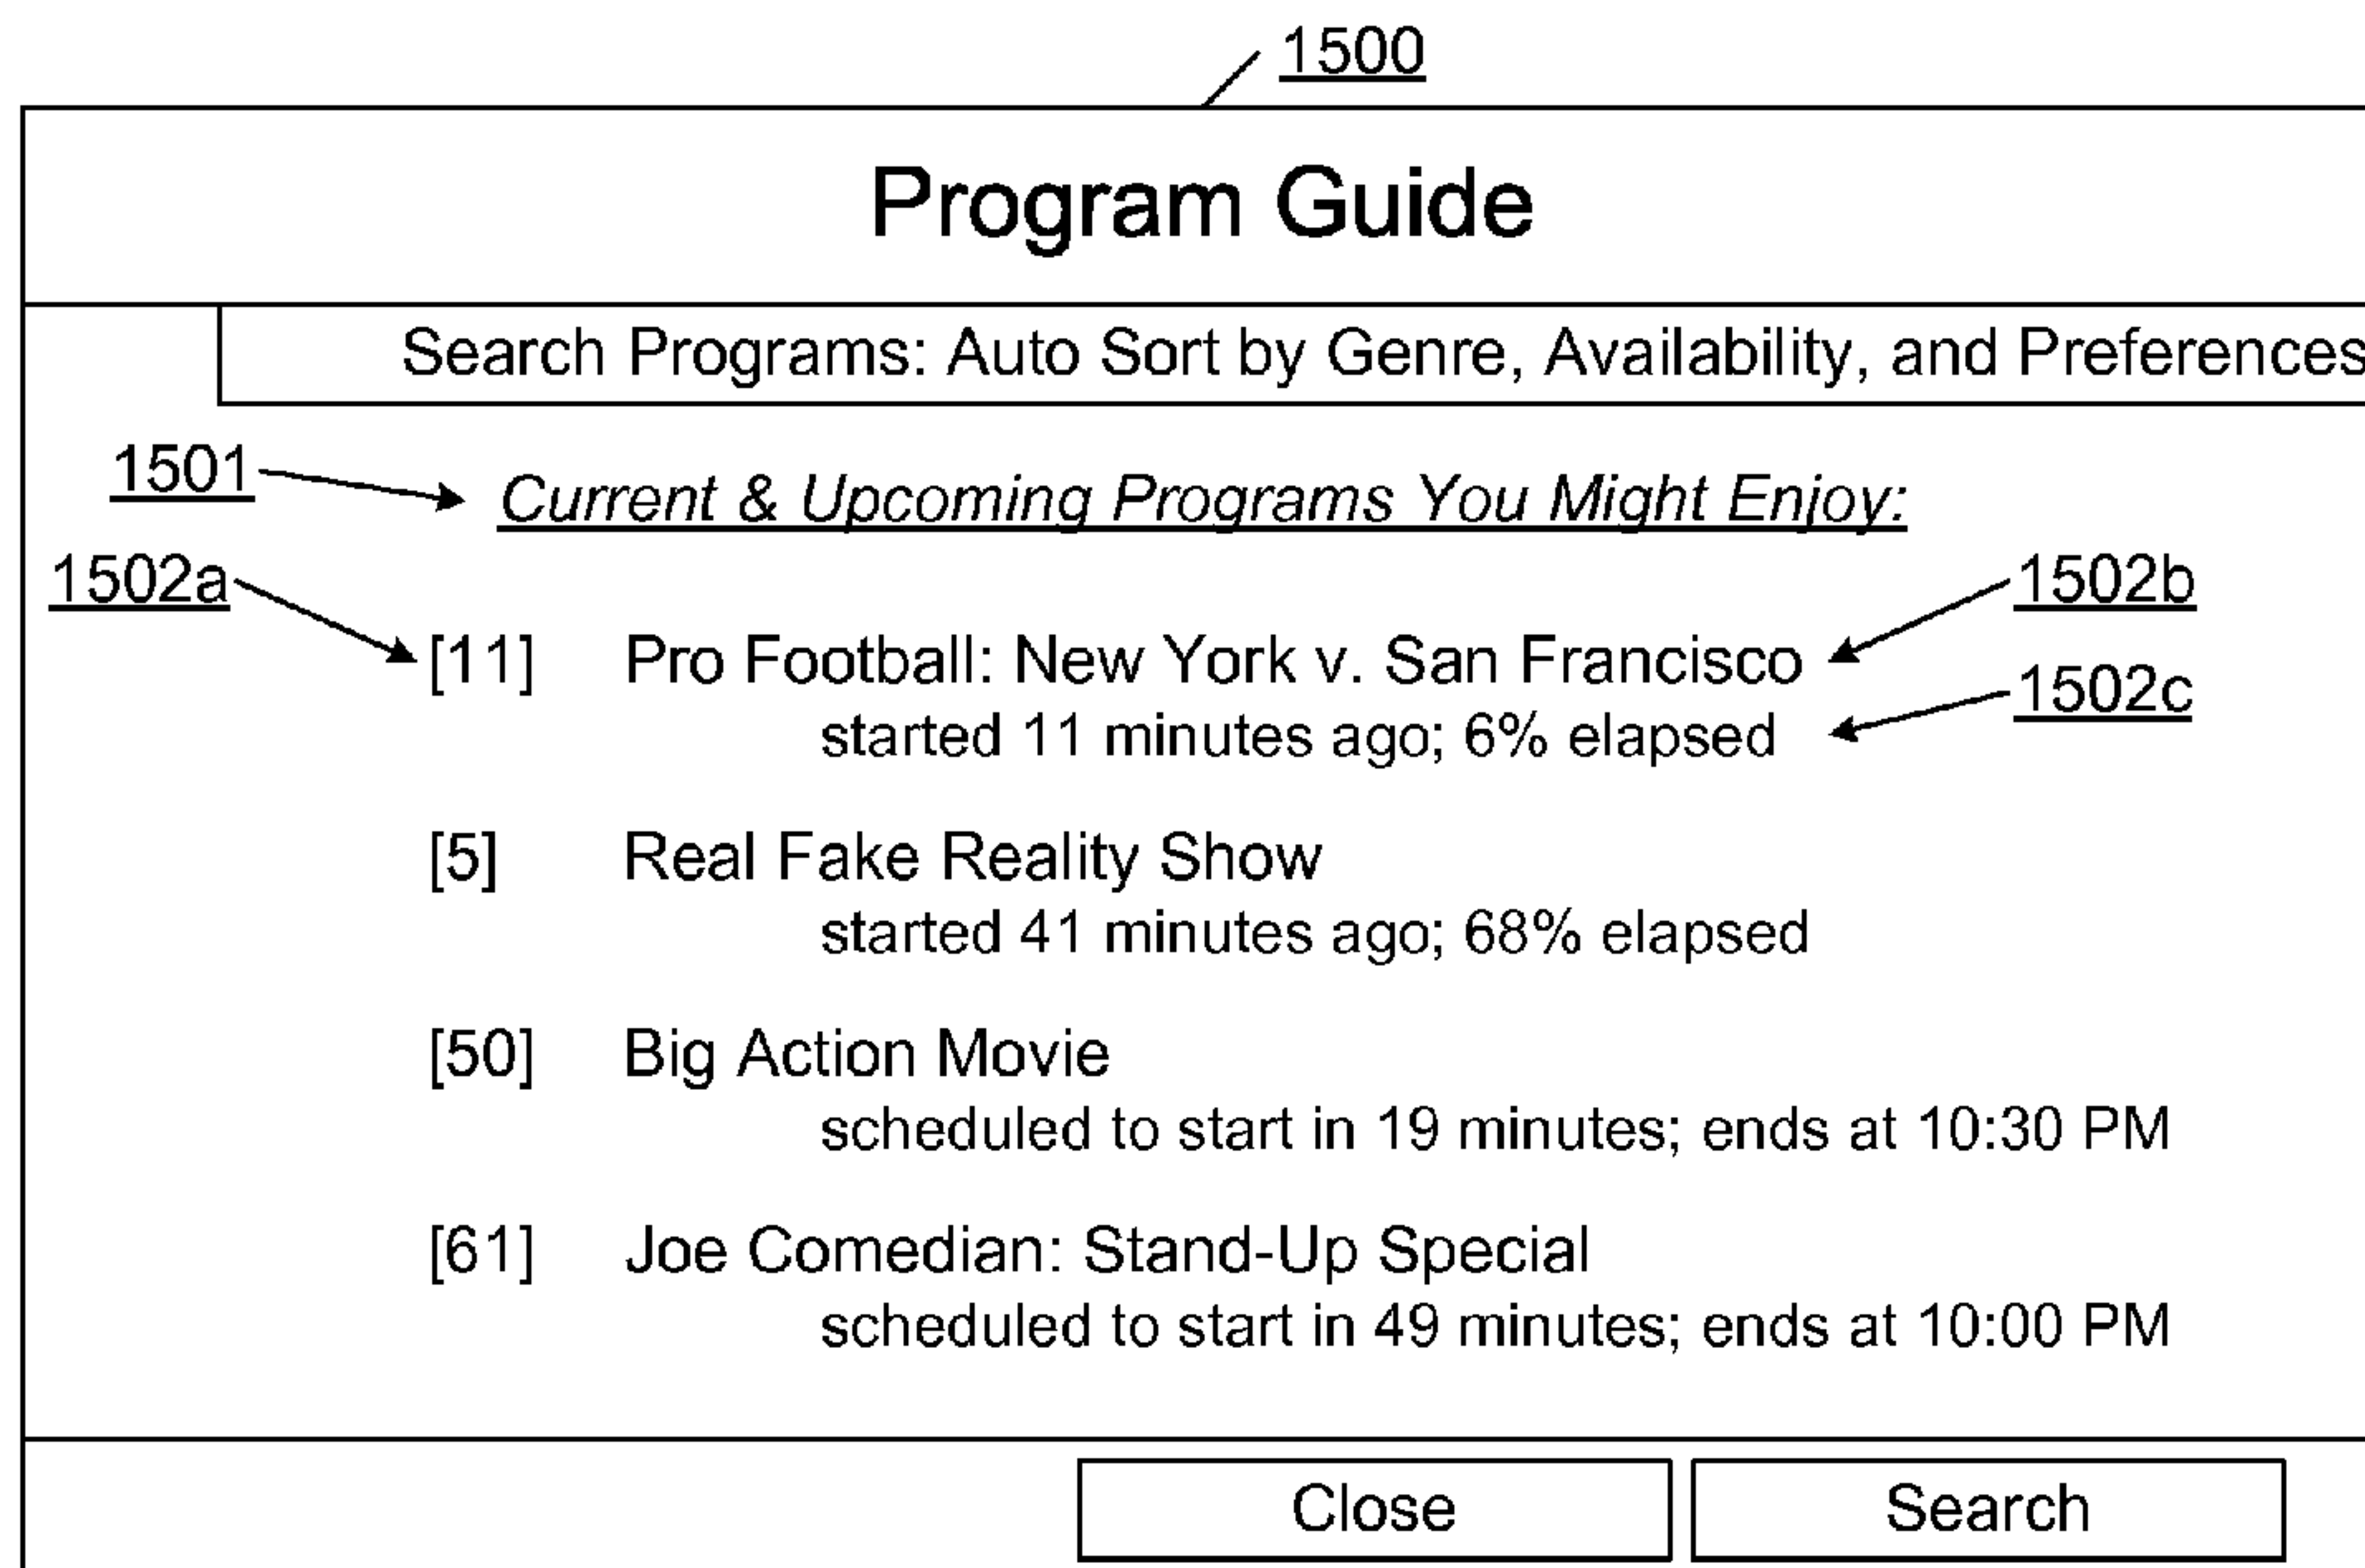 1500
Program Guide
Search Programs: Auto Sort by Genre, Availability, and Preferences
1501
Current & Upcoming Programs You Might Enjoy:
1502a
1502b
[11] Pro Football: New York v. San Francisco
1502c
started 11 minutes ago; 6% elapsed
[5] Real Fake Reality Show
started 41 minutes ago; 68% elapsed
[50] Big Action Movie
scheduled to start in 19 minutes; ends at 10:30 PM
[61] Joe Comedian: Stand-Up Special
scheduled to start in 49 minutes; ends at 10:00 PM
Close Search